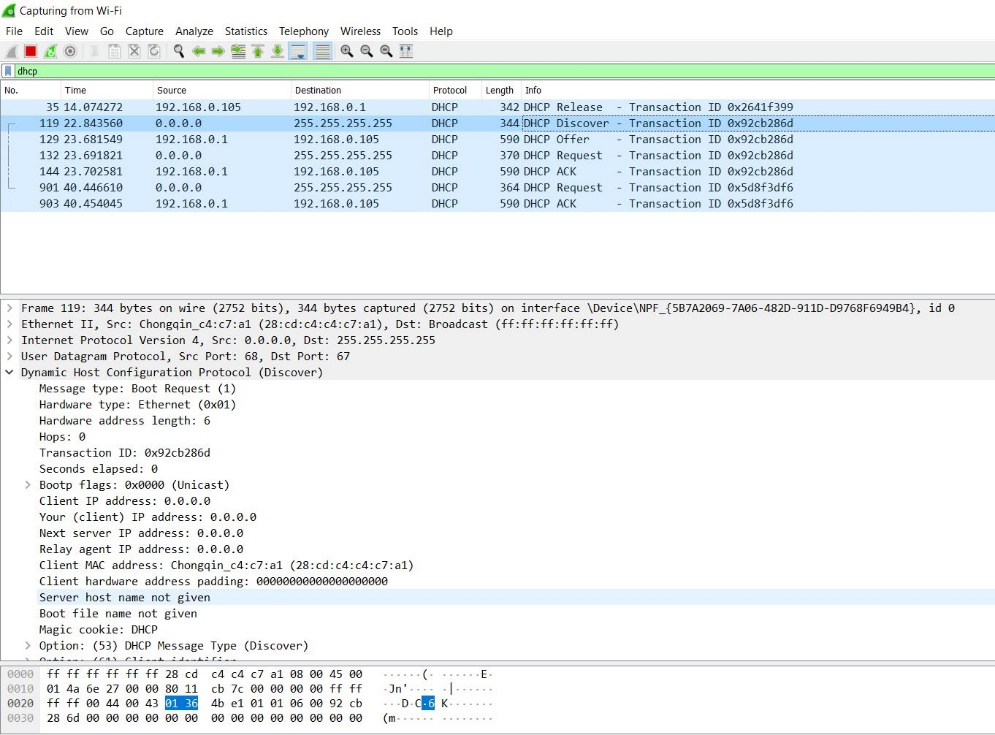 Capturing from Wi-Fi
File Edit View Go Capture Analyze Statistics Telephony Wireless Tools Help
dhcp
No. Time Source Destination Protocol Length Info
35 14.074272 192.168.0.105 192.168.0.1 DHCP 342 DHCP Release - Transaction ID 0x2641f399
119 22.843560 0.0.0.0 255.255.255.255 DHCP 344 DHCP Discover - Transaction ID 0x92cb286d
129 23.681549 192.168.0.1 192.168.0.105 DHCP 590 DHCP Offer - Transaction ID 0x92cb286d
132 23.691821 0.0.0.0 255.255.255.255 DHCP 370 DHCP Request - Transaction ID 0x92cb286d
144 23.702581 192.168.0.1 192.168.0.105 DHCP 590 DHCP ACK - Transaction ID 0x92cb286d
901 40.446610 0.0.0.0 255.255.255.255 DHCP 364 DHCP Request - Transaction ID 0x5d8f3df6
903 40.454045 192.168.0.1 192.168.0.105 DHCP 590 DHCP ACK - Transaction ID 0x5d8f3df6
Frame 119: 344 bytes on wire (2752 bits), 344 bytes captured (2752 bits) on interface \Device\NPF_{5B7A2069-7A06-482D-911D-D9768F6949B4}, id 0
Ethernet II, Src: Chongqin_c4:c7:a1 (28:cd:c4:c4:c7:a1), Dst: Broadcast (ff:ff:ff:ff:ff:ff)
Internet Protocol Version 4, Src: 0.0.0.0, Dst: 255.255.255.255
User Datagram Protocol, Src Port: 68, Dst Port: 67
Dynamic Host Configuration Protocol (Discover)
Message type: Boot Request (1)
Hardware type: Ethernet (0x01)
Hardware address length: 6
Hops: 0
Transaction ID: 0x92cb286d
Seconds elapsed: 0
Bootp flags: 0x0000 (Unicast)
Client IP address: 0.0.0.0
Your (client) IP address: 0.0.0.0
Next server IP address: 0.0.0.0
Relay agent IP address: 0.0.0.0
Client MAC address: Chongqin_c4:c7:a1 (28:cd:c4:c4:c7:a1)
Client hardware address padding: 00000000000000000000
Server host name not given
Boot file name not given
Magic cookie: DHCP
Option: (53) DHCP Message Type (Discover)
Option: (61) Client identifier
0000 ff ff ff ff ff ff 28 cd c4 c4 c7 a1 08 00 45 00 ······(· ······E·
0010 01 4a 6e 27 00 00 80 11 cb 7c 00 00 00 00 ff ff ·Jn'···· ·|······
0020 ff ff 00 44 00 43 01 36 4b e1 01 01 06 00 92 cb ···D·C·6 K·······
0030 28 6d 00 00 00 00 00 00 00 00 00 00 00 00 00 00 (m······ ········